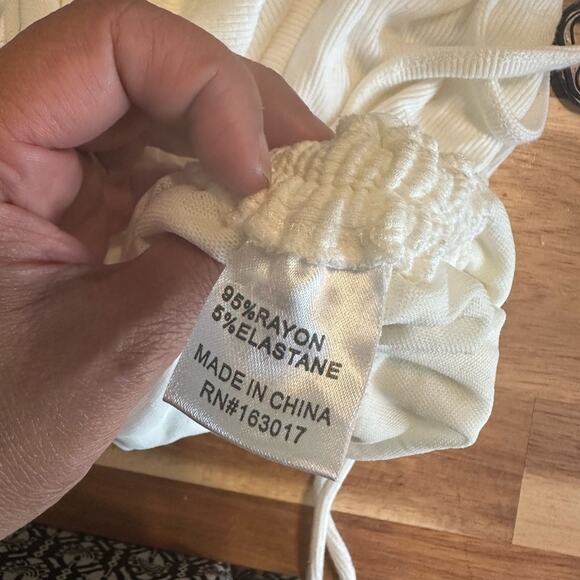 95%RAYON
5%ELASTANE
MADE IN CHINA
RN#163017